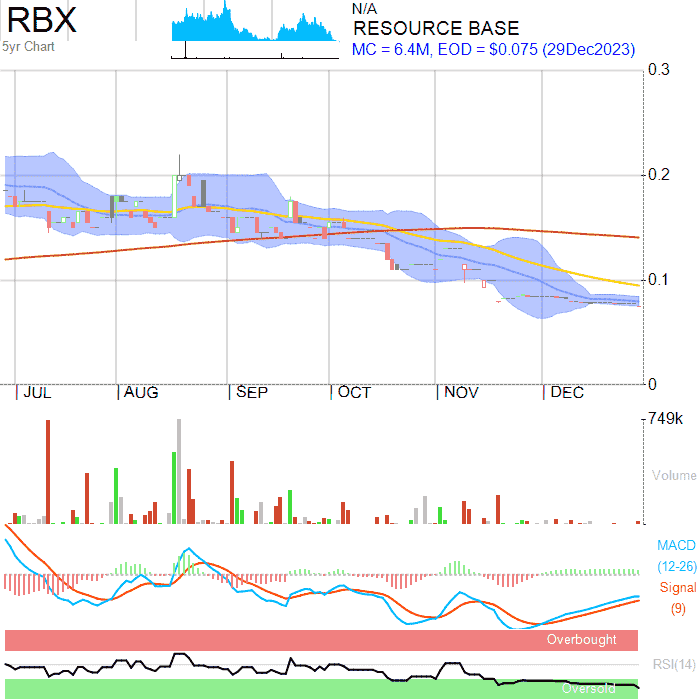 RBX
5yr Chart
N/A
RESOURCE BASE
MC = 6.4M, EOD = $0.075 (29Dec2023)
0.3
0.2
0.1
0
JUL AUG SEP OCT NOV DEC
749k
Volume
MACD
(12-26)
Signal
(9)
Overbought
RSI(14)
Oversold